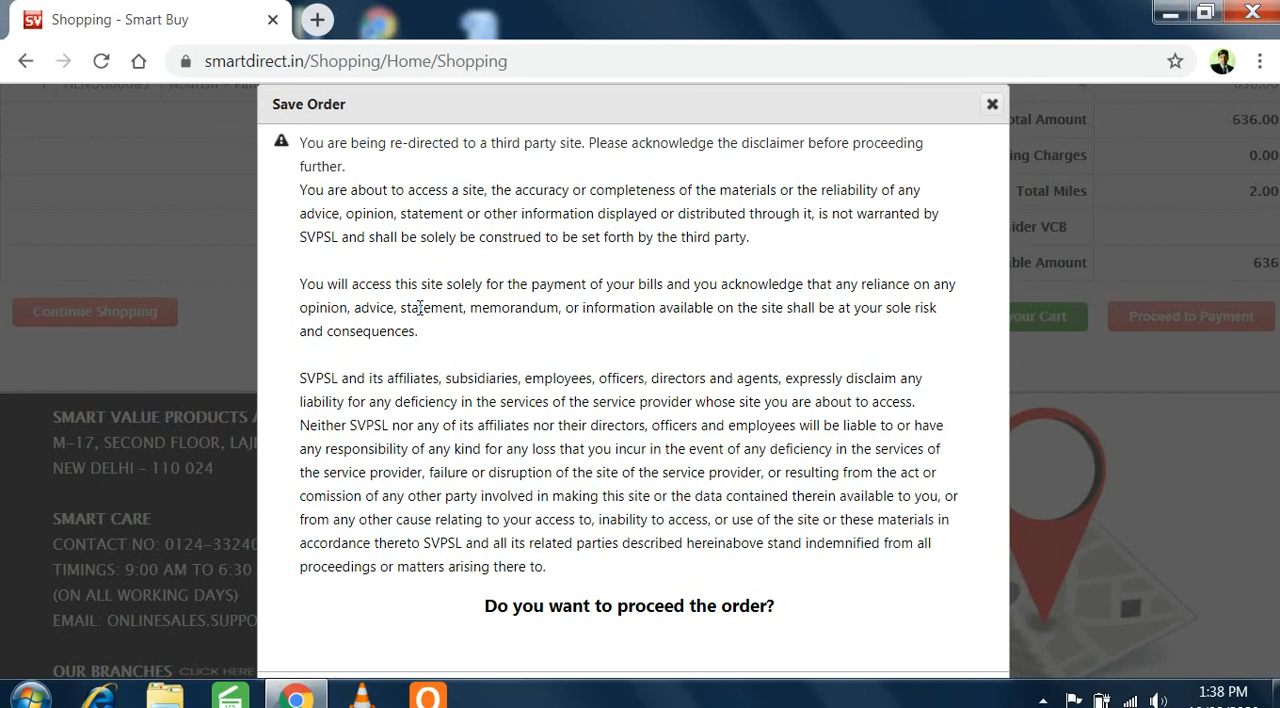 SV Shopping - Smart Buy
smartdirect.in/Shopping/Home/Shopping
Save Order
You are being re-directed to a third party site. Please acknowledge the disclaimer before proceeding
further.
You are about to access a site, the accuracy or completeness of the materials or the reliability of any
advice, opinion, statement or other information displayed or distributed through it, is not warranted by
SVPSL and shall be solely be construed to be set forth by the third party.
You will access this site solely for the payment of your bills and you acknowledge that any reliance on any
opinion, advice, statement, memorandum, or information available on the site shall be at your sole risk
and consequences.
SVPSL and its affiliates, subsidiaries, employees, officers, directors and agents, expressly disclaim any
liability for any deficiency in the services of the service provider whose site you are about to access.
Neither SVPSL nor any of its affiliates nor their directors, officers and employees will be liable to or have
any responsibility of any kind for any loss that you incur in the event of any deficiency in the services of
the service provider, failure or disruption of the site of the service provider, or resulting from the act or
comission of any other party involved in making this site or the data contained therein available to you, or
from any other cause relating to your access to, inability to access, or use of the site or these materials in
accordance thereto SVPSL and all its related parties described hereinabove stand indemnified from all
proceedings or matters arising there to.
Do you want to proceed the order?
otal Amount 636.00
ing Charges 0.00
Total Miles 2.00
ider VCB
able Amount 636
Continue Shopping
your Cart
Proceed to Payment
SMART VALUE PRODUCTS A
M-17, SECOND FLOOR, LAJ
NEW DELHI - 110 024
SMART CARE
CONTACT NO: 0124-33240
TIMINGS: 9:00 AM TO 6:30
(ON ALL WORKING DAYS)
EMAIL: ONLINESALES.SUPPO
OUR BRANCHES CLICK HERE
1:38 PM